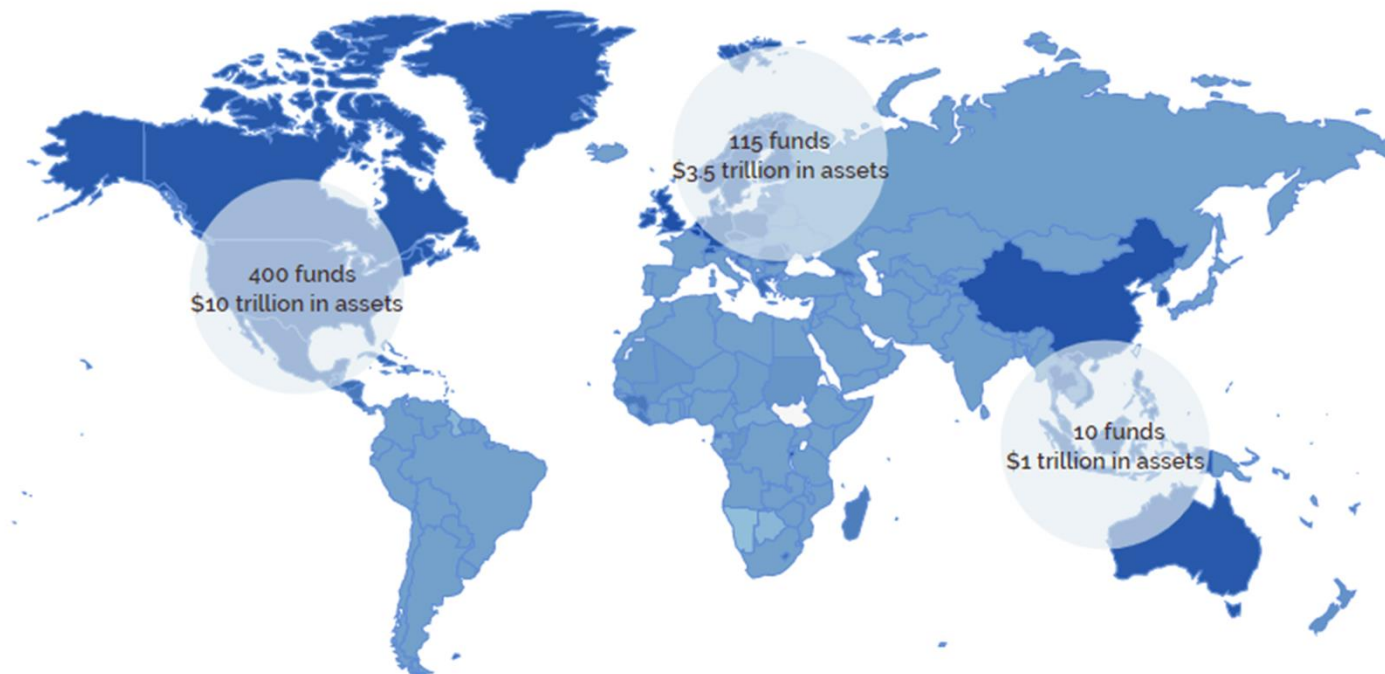 115 funds
$3.5 trillion in assets
400 funds
$10 trillion in assets
10 funds
$1 trillion in assets